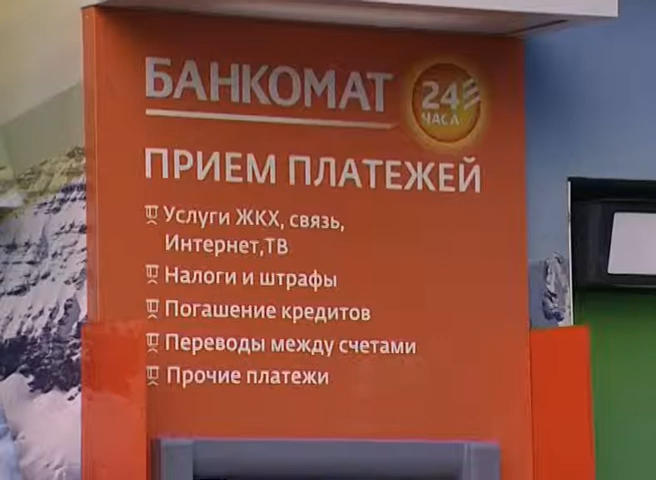 БАНКОМАТ
24
ЧАСА
ПРИЕМ ПЛАТЕЖЕЙ
Услуги ЖКХ, связь,
Интернет,ТВ
Налоги и штрафы
Погашение кредитов
Переводы между счетами
Прочие платежи